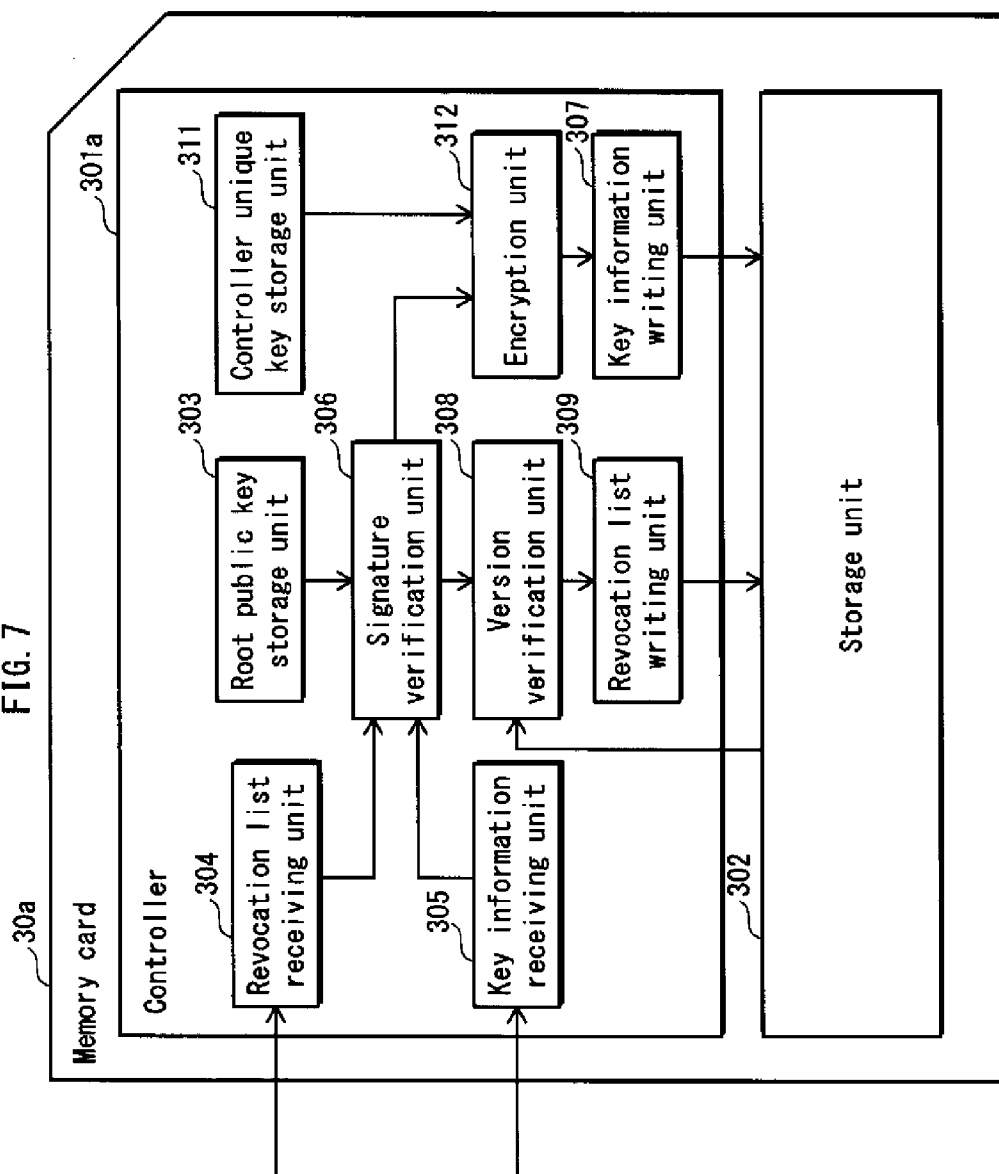 FIG. 7
30a
Memory card
301a
Controller
304
Revocation list
receiving unit
303
Root public key
storage unit
311
Controller unique
key storage unit
306
Signature
verification unit
312
Encryption unit
305
Key information
receiving unit
308
Version
verification unit
307
Key information
writing unit
309
Revocation list
writing unit
302
Storage unit